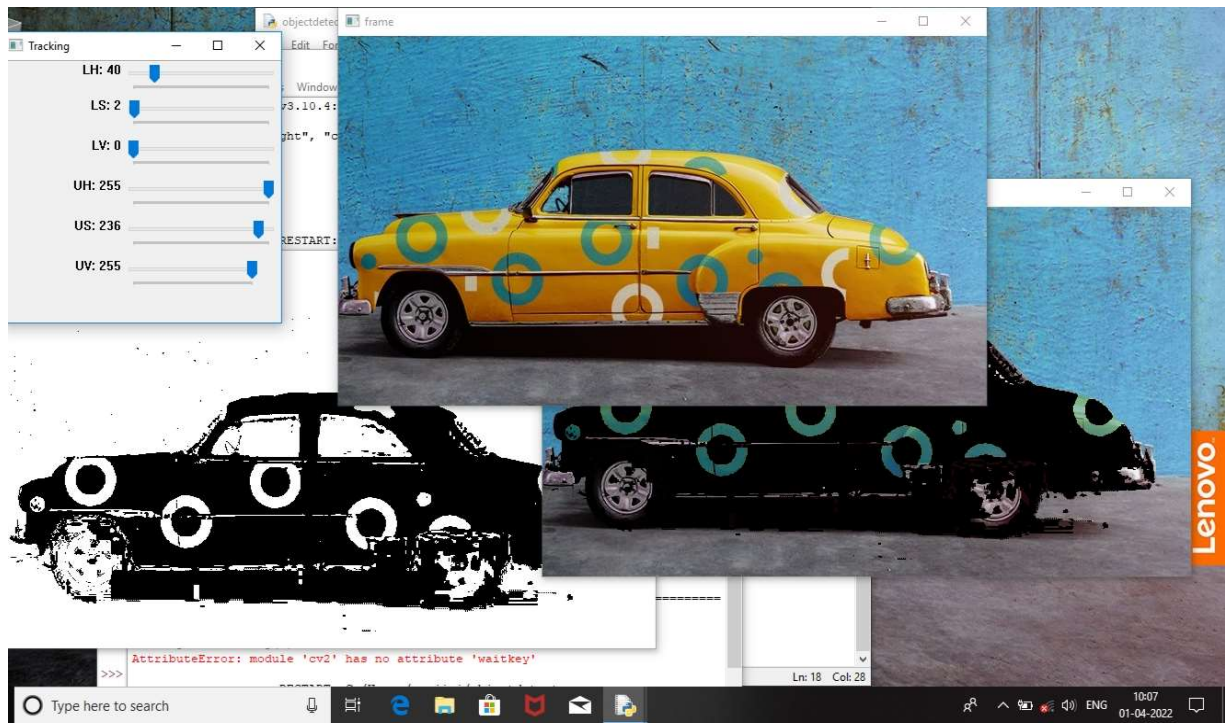 objectdetec
frame
Tracking
Edit For
Window
LH: 40
LS: 2
LV: 0
UH: 255
US: 236
UV: 255
v3.10.4:
ght", "c
RESTART:
Lenovo
AttributeError: module 'cv2' has no attribute 'waitkey'
>>>
Ln: 18 Col: 28
Type here to search
ENG
10:07
01-04-2022